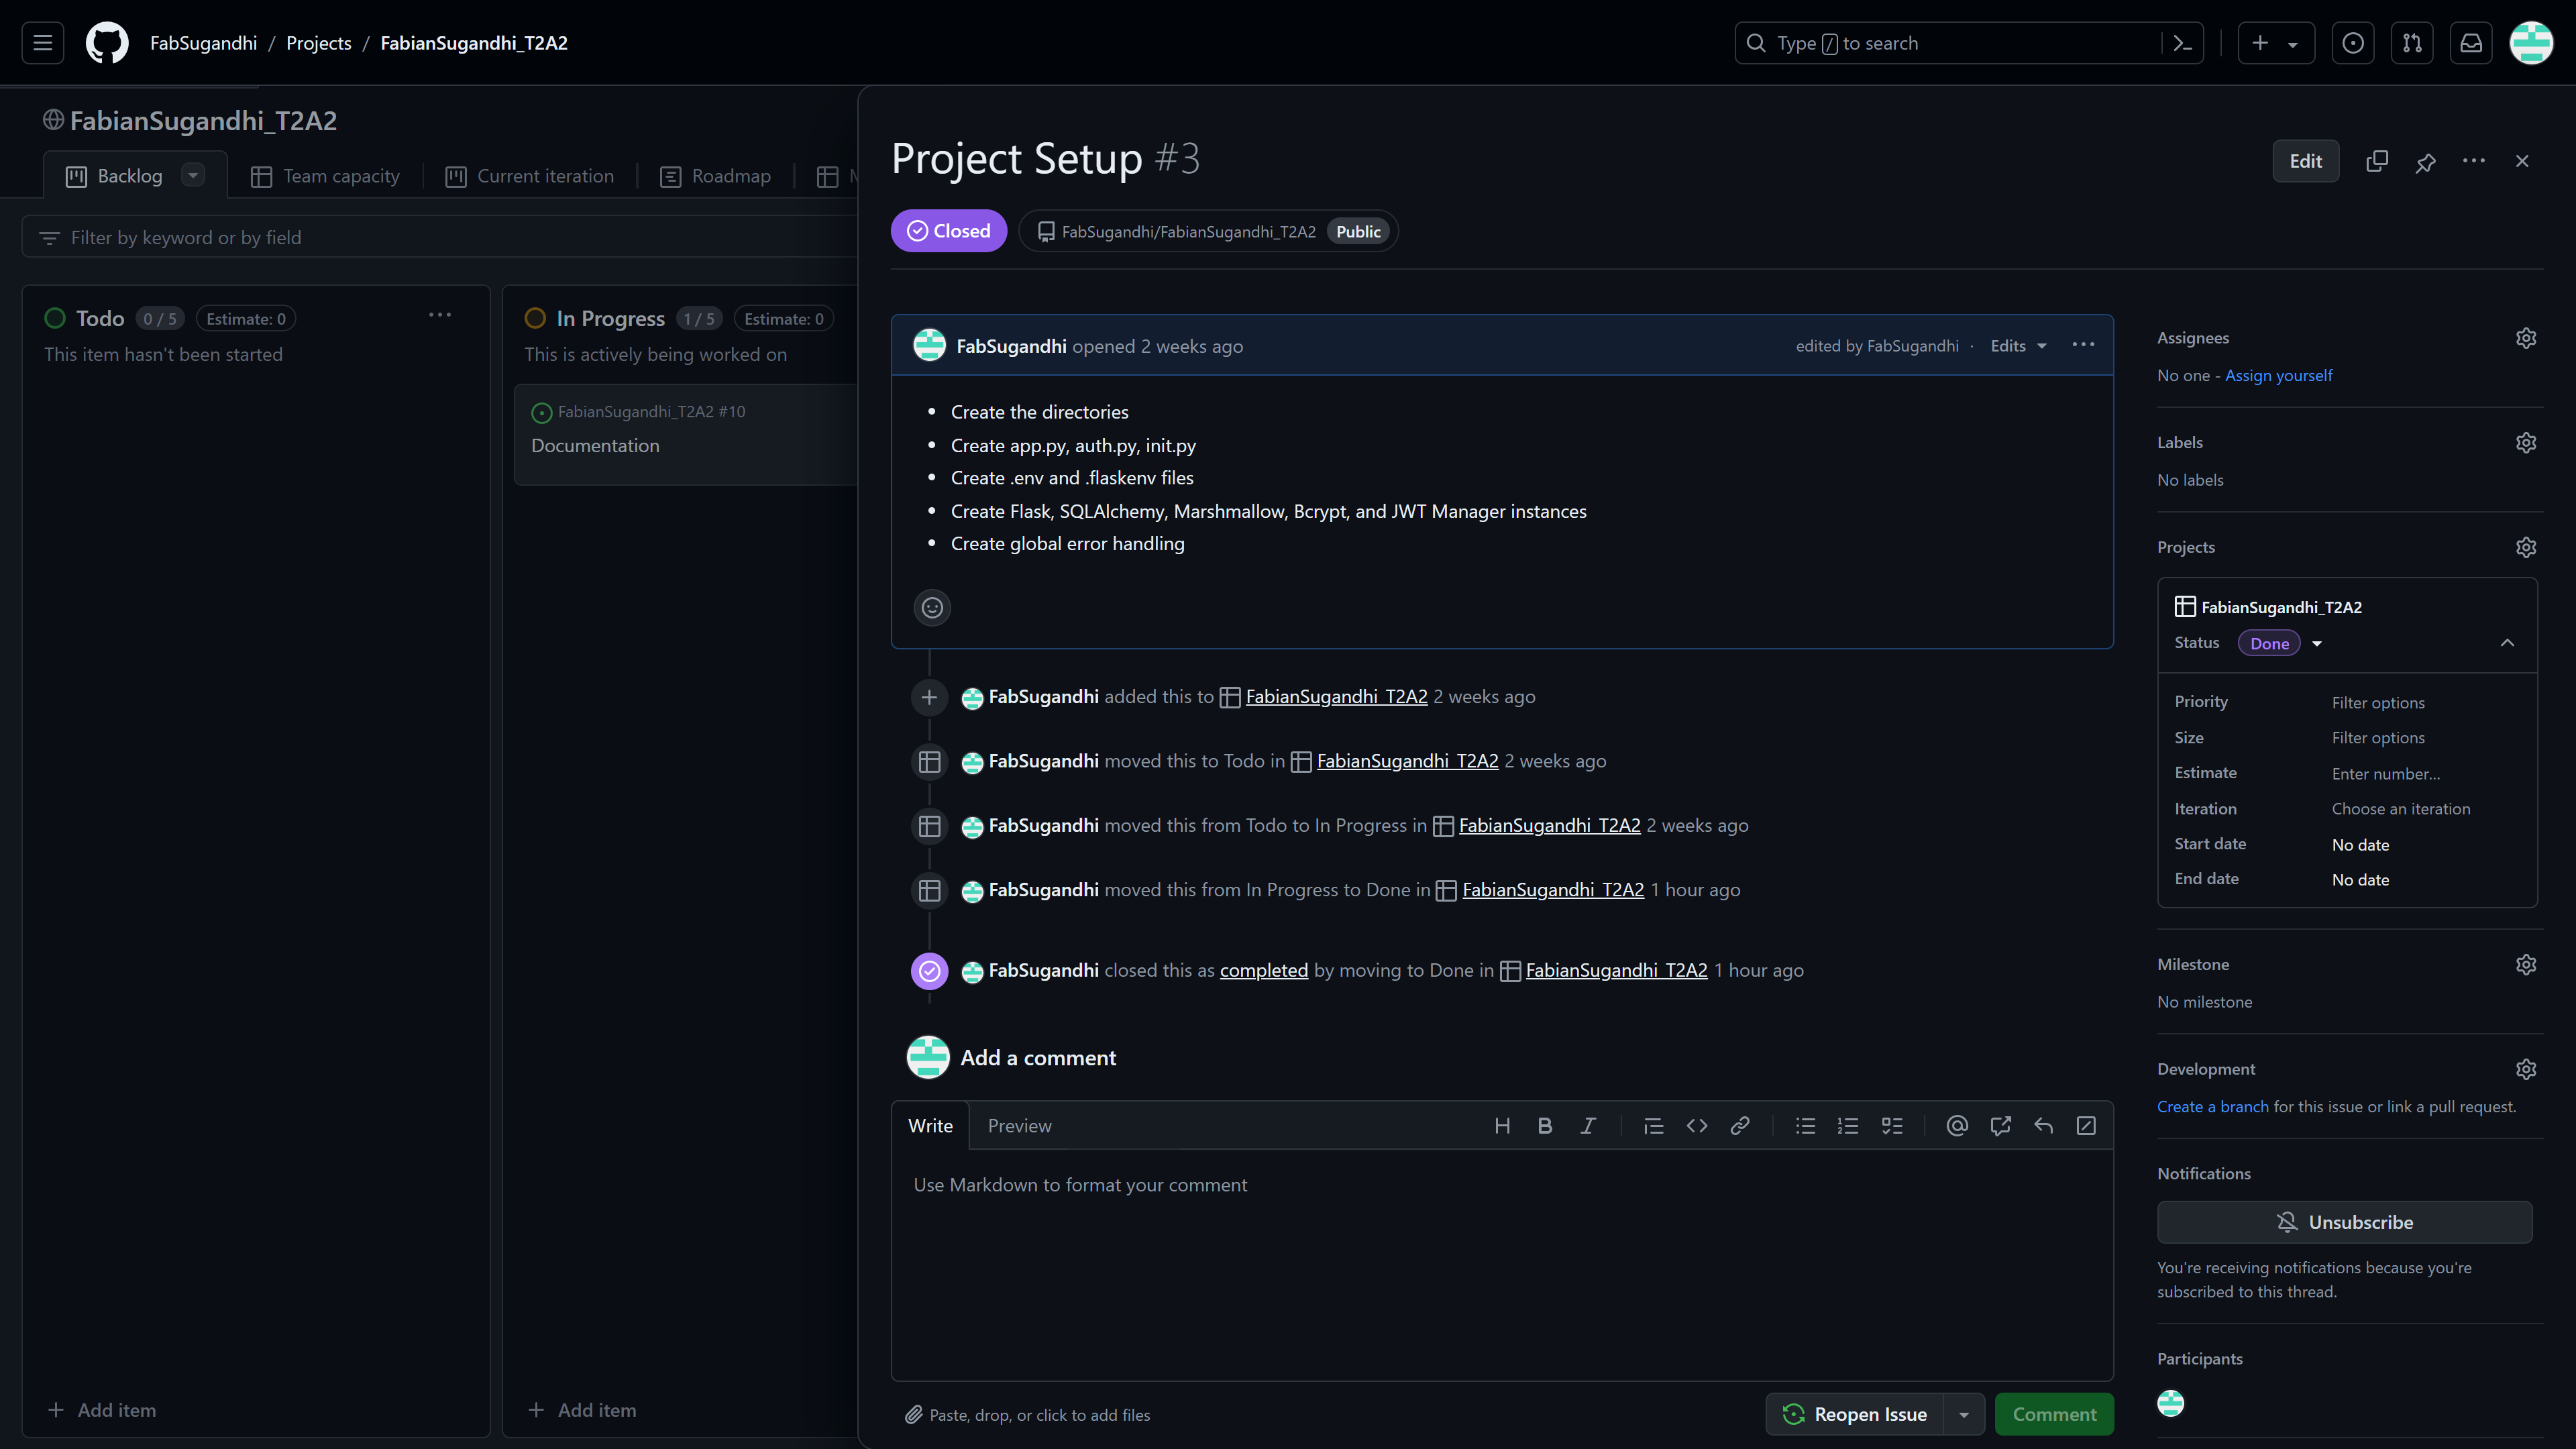 FabSugandhi / Projects / FabianSugandhi_T2A2
Type / to search
FabianSugandhi_T2A2
Backlog
Team capacity
Current iteration
Roadmap
Filter by keyword or by field
Todo 0 / 5 Estimate: 0
This item hasn't been started
In Progress 1 / 5 Estimate: 0
This is actively being worked on
FabianSugandhi_T2A2 #10
Documentation
Add item
Add item
Project Setup #3
Edit
Closed
FabSugandhi/FabianSugandhi_T2A2 Public
FabSugandhi opened 2 weeks ago
edited by FabSugandhi · Edits
• Create the directories
• Create app.py, auth.py, init.py
• Create .env and .flaskenv files
• Create Flask, SQLAlchemy, Marshmallow, Bcrypt, and JWT Manager instances
• Create global error handling
FabSugandhi added this to FabianSugandhi_T2A2 2 weeks ago
FabSugandhi moved this to Todo in FabianSugandhi_T2A2 2 weeks ago
FabSugandhi moved this from Todo to In Progress in FabianSugandhi_T2A2 2 weeks ago
FabSugandhi moved this from In Progress to Done in FabianSugandhi_T2A2 1 hour ago
FabSugandhi closed this as completed by moving to Done in FabianSugandhi_T2A2 1 hour ago
Add a comment
Write
Preview
Use Markdown to format your comment
Paste, drop, or click to add files
Reopen Issue
Comment
Assignees
No one - Assign yourself
Labels
No labels
Projects
FabianSugandhi_T2A2
Status Done
Priority Filter options
Size Filter options
Estimate Enter number...
Iteration Choose an iteration
Start date No date
End date No date
Milestone
No milestone
Development
Create a branch for this issue or link a pull request.
Notifications
Unsubscribe
You're receiving notifications because you're
subscribed to this thread.
Participants